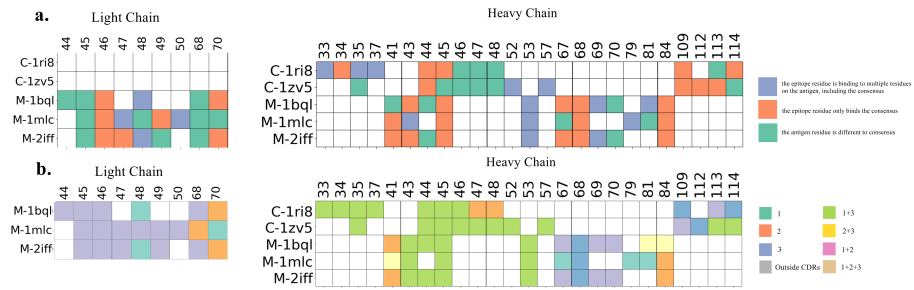 a.
Light Chain
44 45 46 47 48 49 50 68 70
C-1ri8
C-1zv5
M-1bql
M-1mlc
M-2iff
Heavy Chain
33 34 35 37 41 43 44 45 46 47 48 52 53 57 67 68 69 70 79 81 84 109 112 113 114
C-1ri8
C-1zv5
M-1bql
M-1mlc
M-2iff
the epitope residue is binding to multiple residues
on the antigen, including the consensus
the epitope residue only binds the consensus
the antigen residue is different to consensus
b.
Light Chain
44 45 46 47 48 49 50 68 70
M-1bql
M-1mlc
M-2iff
Heavy Chain
33 34 35 37 41 43 44 45 46 47 48 52 53 57 67 68 69 70 79 81 84 109 112 113 114
C-1ri8
C-1zv5
M-1bql
M-1mlc
M-2iff
1 1+3
2 2+3
3 1+2
Outside CDRs 1+2+3